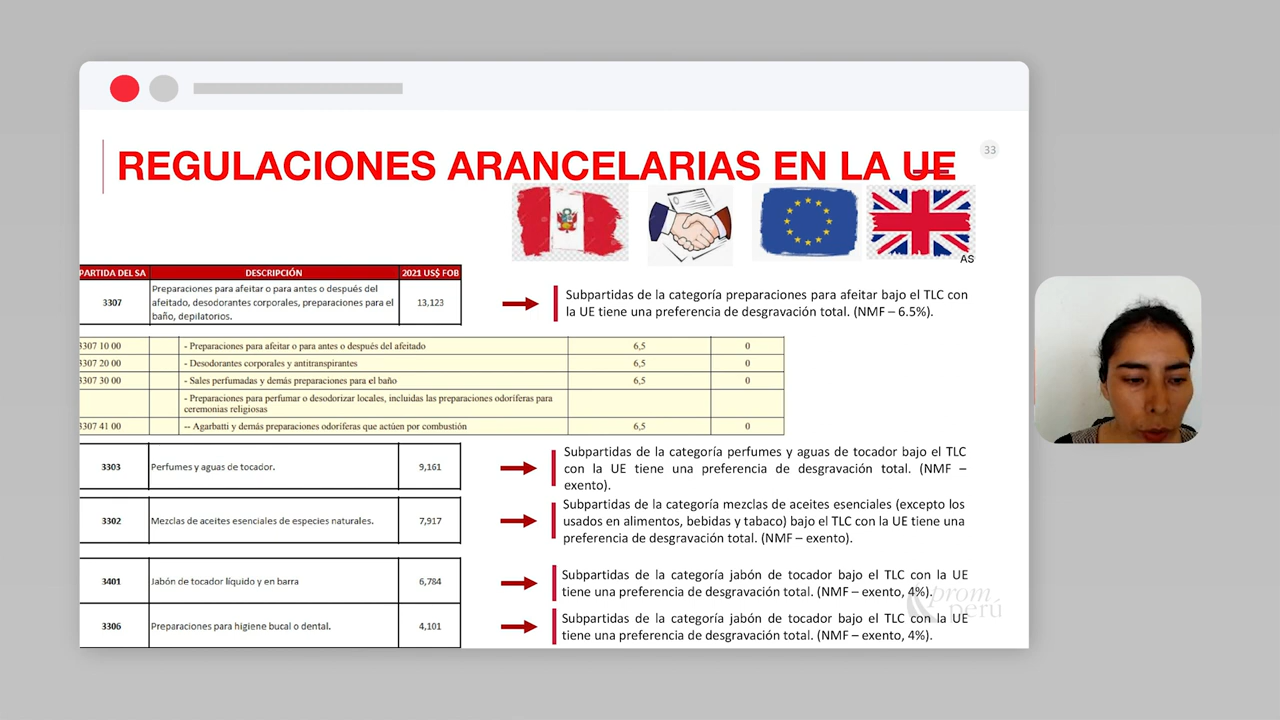 REGULACIONES ARANCELARIAS EN LA UE
33
AS
PARTIDA DEL SA DESCRIPCIÓN 2021 US$ FOB
3307
Preparaciones para afeitar o para antes o después del
afeitado, desodorantes corporales, preparaciones para el
baño, depilatorios.
13,123
Subpartidas de la categoría preparaciones para afeitar bajo el TLC con
la UE tiene una preferencia de desgravación total. (NMF – 6.5%).
3307 10 00 - Preparaciones para afeitar o para antes o después del afeitado 6,5 0
3307 20 00 - Desodorantes corporales y antitranspirantes 6,5 0
3307 30 00 - Sales perfumadas y demás preparaciones para el baño 6,5 0
- Preparaciones para perfumar o desodorizar locales, incluidas las preparaciones odoríferas para
ceremonias religiosas
3307 41 00 -- Agarbatti y demás preparaciones odoríferas que actúen por combustión 6,5 0
3303 Perfumes y aguas de tocador. 9,161
Subpartidas de la categoría perfumes y aguas de tocador bajo el TLC
con la UE tiene una preferencia de desgravación total. (NMF –
exento).
3302 Mezclas de aceites esenciales de especies naturales. 7,917
Subpartidas de la categoría mezclas de aceites esenciales (excepto los
usados en alimentos, bebidas y tabaco) bajo el TLC con la UE tiene una
preferencia de desgravación total. (NMF – exento).
3401 Jabón de tocador líquido y en barra 6,784
Subpartidas de la categoría jabón de tocador bajo el TLC con la UE
tiene una preferencia de desgravación total. (NMF – exento, 4%).
3306 Preparaciones para higiene bucal o dental. 4,101
Subpartidas de la categoría jabón de tocador bajo el TLC con la UE
tiene una preferencia de desgravación total. (NMF – exento, 4%).
prom
perú